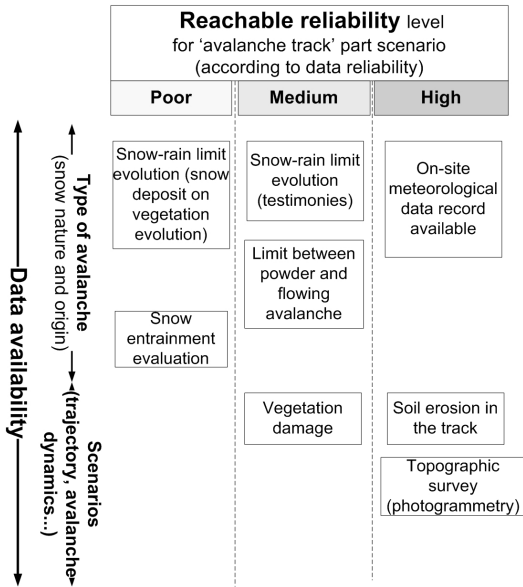 Reachable reliability level
for ‘avalanche track’ part scenario
(according to data reliability)
Poor
Medium
High
Data availability
Type of avalanche
(snow nature and origin)
Scenarios
(trajectory, avalanche
dynamics...)
Snow-rain limit
evolution (snow
deposit on
vegetation
evolution)
Snow
entrainment
evaluation
Snow-rain limit
evolution
(testimonies)
Limit between
powder and
flowing
avalanche
Vegetation
damage
On-site
meteorological
data record
available
Soil erosion in
the track
Topographic
survey
(photogrammetry)